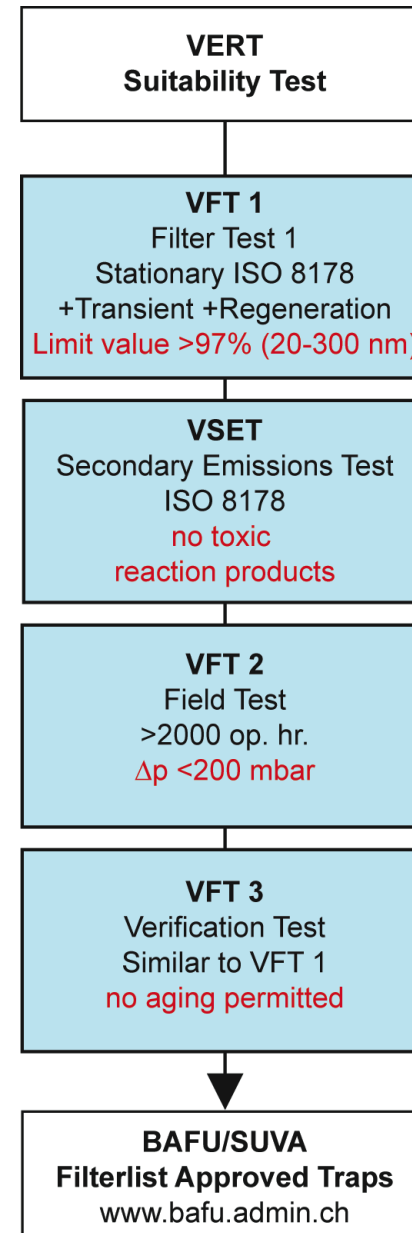 VERT
Suitability Test
VFT 1
Filter Test 1
Stationary ISO 8178
+Transient +Regeneration
Limit value >97% (20-300 nm)
VSET
Secondary Emissions Test
ISO 8178
no toxic
reaction products
VFT 2
Field Test
>2000 op. hr.
Δp <200 mbar
VFT 3
Verification Test
Similar to VFT 1
no aging permitted
BAFU/SUVA
Filterlist Approved Traps
www.bafu.admin.ch